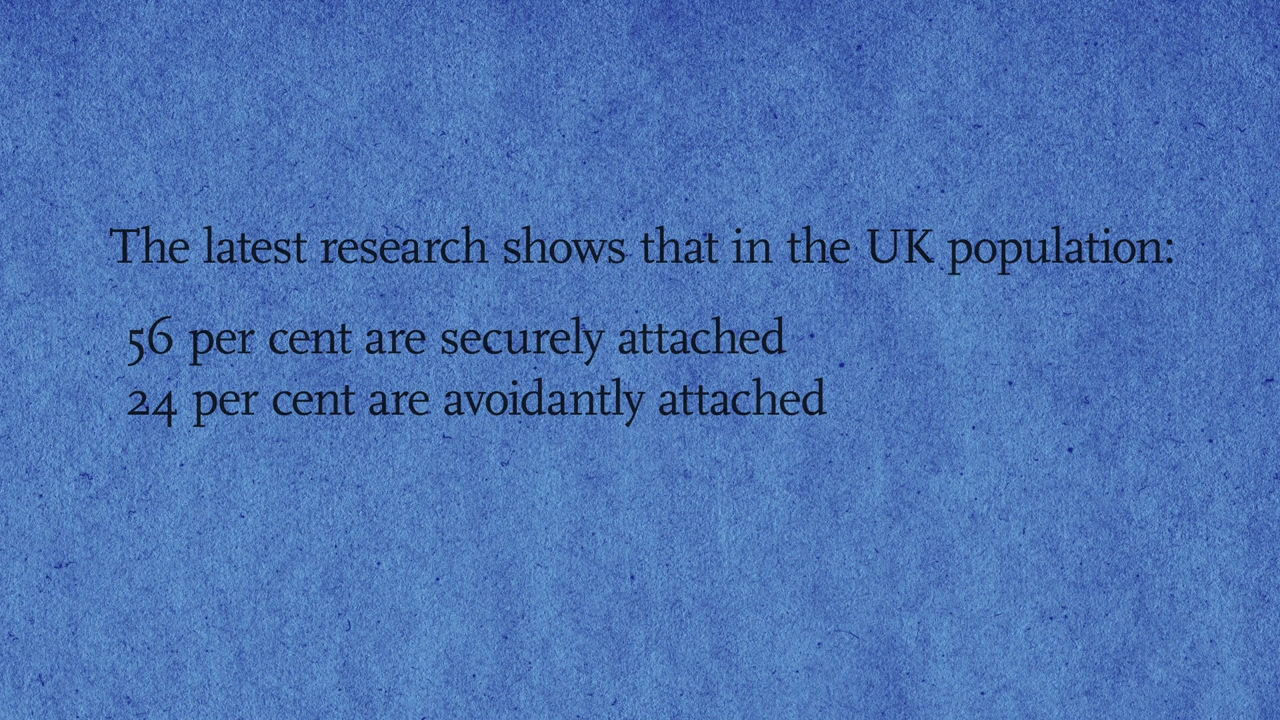 The latest research shows that in the UK population:
56 per cent are securely attached
24 per cent are avoidantly attached